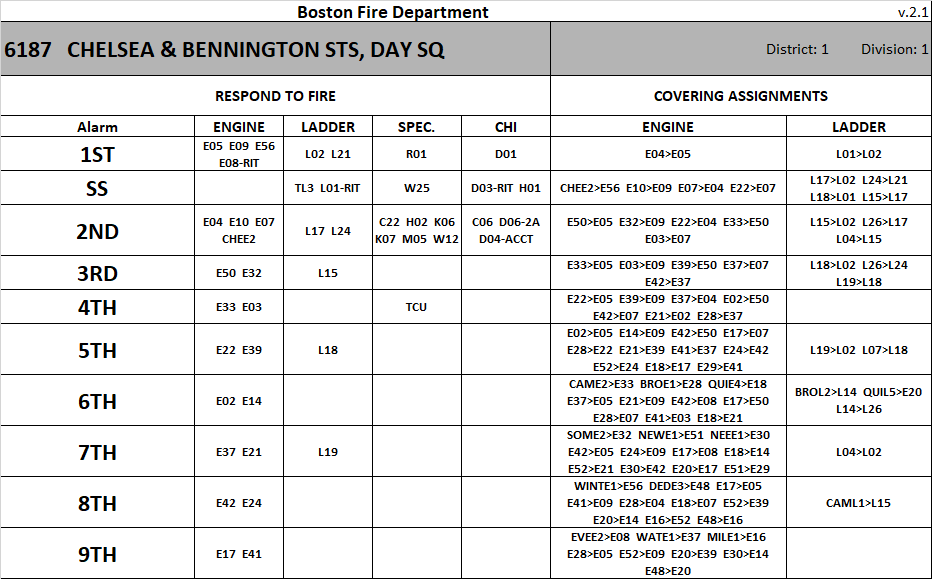 Boston Fire Department v.2.1
6187 CHELSEA & BENNINGTON STS, DAY SQ District: 1 Division: 1
RESPOND TO FIRE COVERING ASSIGNMENTS
Alarm ENGINE LADDER SPEC. CHI ENGINE LADDER
1ST
E05 E09 E56
E08-RIT
L02 L21
R01
D01
E04>E05
L01>L02
SS
TL3 L01-RIT
W25
D03-RIT H01
CHEE2>E56 E10>E09 E07>E04 E22>E07
L17>L02 L24>L21
L18>L01 L15>L17
2ND
E04 E10 E07
CHEE2
L17 L24
C22 H02 K06
K07 M05 W12
C06 D06-2A
D04-ACCT
E50>E05 E32>E09 E22>E04 E33>E50
E03>E07
L15>L02 L26>L17
L04>L15
3RD
E50 E32
L15
E33>E05 E03>E09 E39>E50 E37>E07
E42>E37
L18>L02 L26>L24
L19>L18
4TH
E33 E03
TCU
E22>E05 E39>E09 E37>E04 E02>E50
E42>E07 E21>E02 E28>E37
5TH
E22 E39
L18
E02>E05 E14>E09 E42>E50 E17>E07
E28>E22 E21>E39 E41>E37 E24>E42
E52>E24 E18>E17 E29>E41
L19>L02 L07>L18
6TH
E02 E14
CAME2>E33 BROE1>E28 QUIE4>E18
E37>E05 E21>E09 E42>E08 E17>E50
E28>E07 E41>E03 E18>E21
BROL2>L14 QUIL5>E20
L14>L26
7TH
E37 E21
L19
SOME2>E32 NEWE1>E51 NEEE1>E30
E42>E05 E24>E09 E17>E08 E18>E14
E52>E21 E30>E42 E20>E17 E51>E29
L04>L02
8TH
E42 E24
WINTE1>E56 DEDE3>E48 E17>E05
E41>E09 E28>E04 E18>E07 E52>E39
E20>E14 E16>E52 E48>E16
CAML1>L15
9TH
E17 E41
EVEE2>E08 WATE1>E37 MILE1>E16
E28>E05 E52>E09 E20>E39 E30>E14
E48>E20